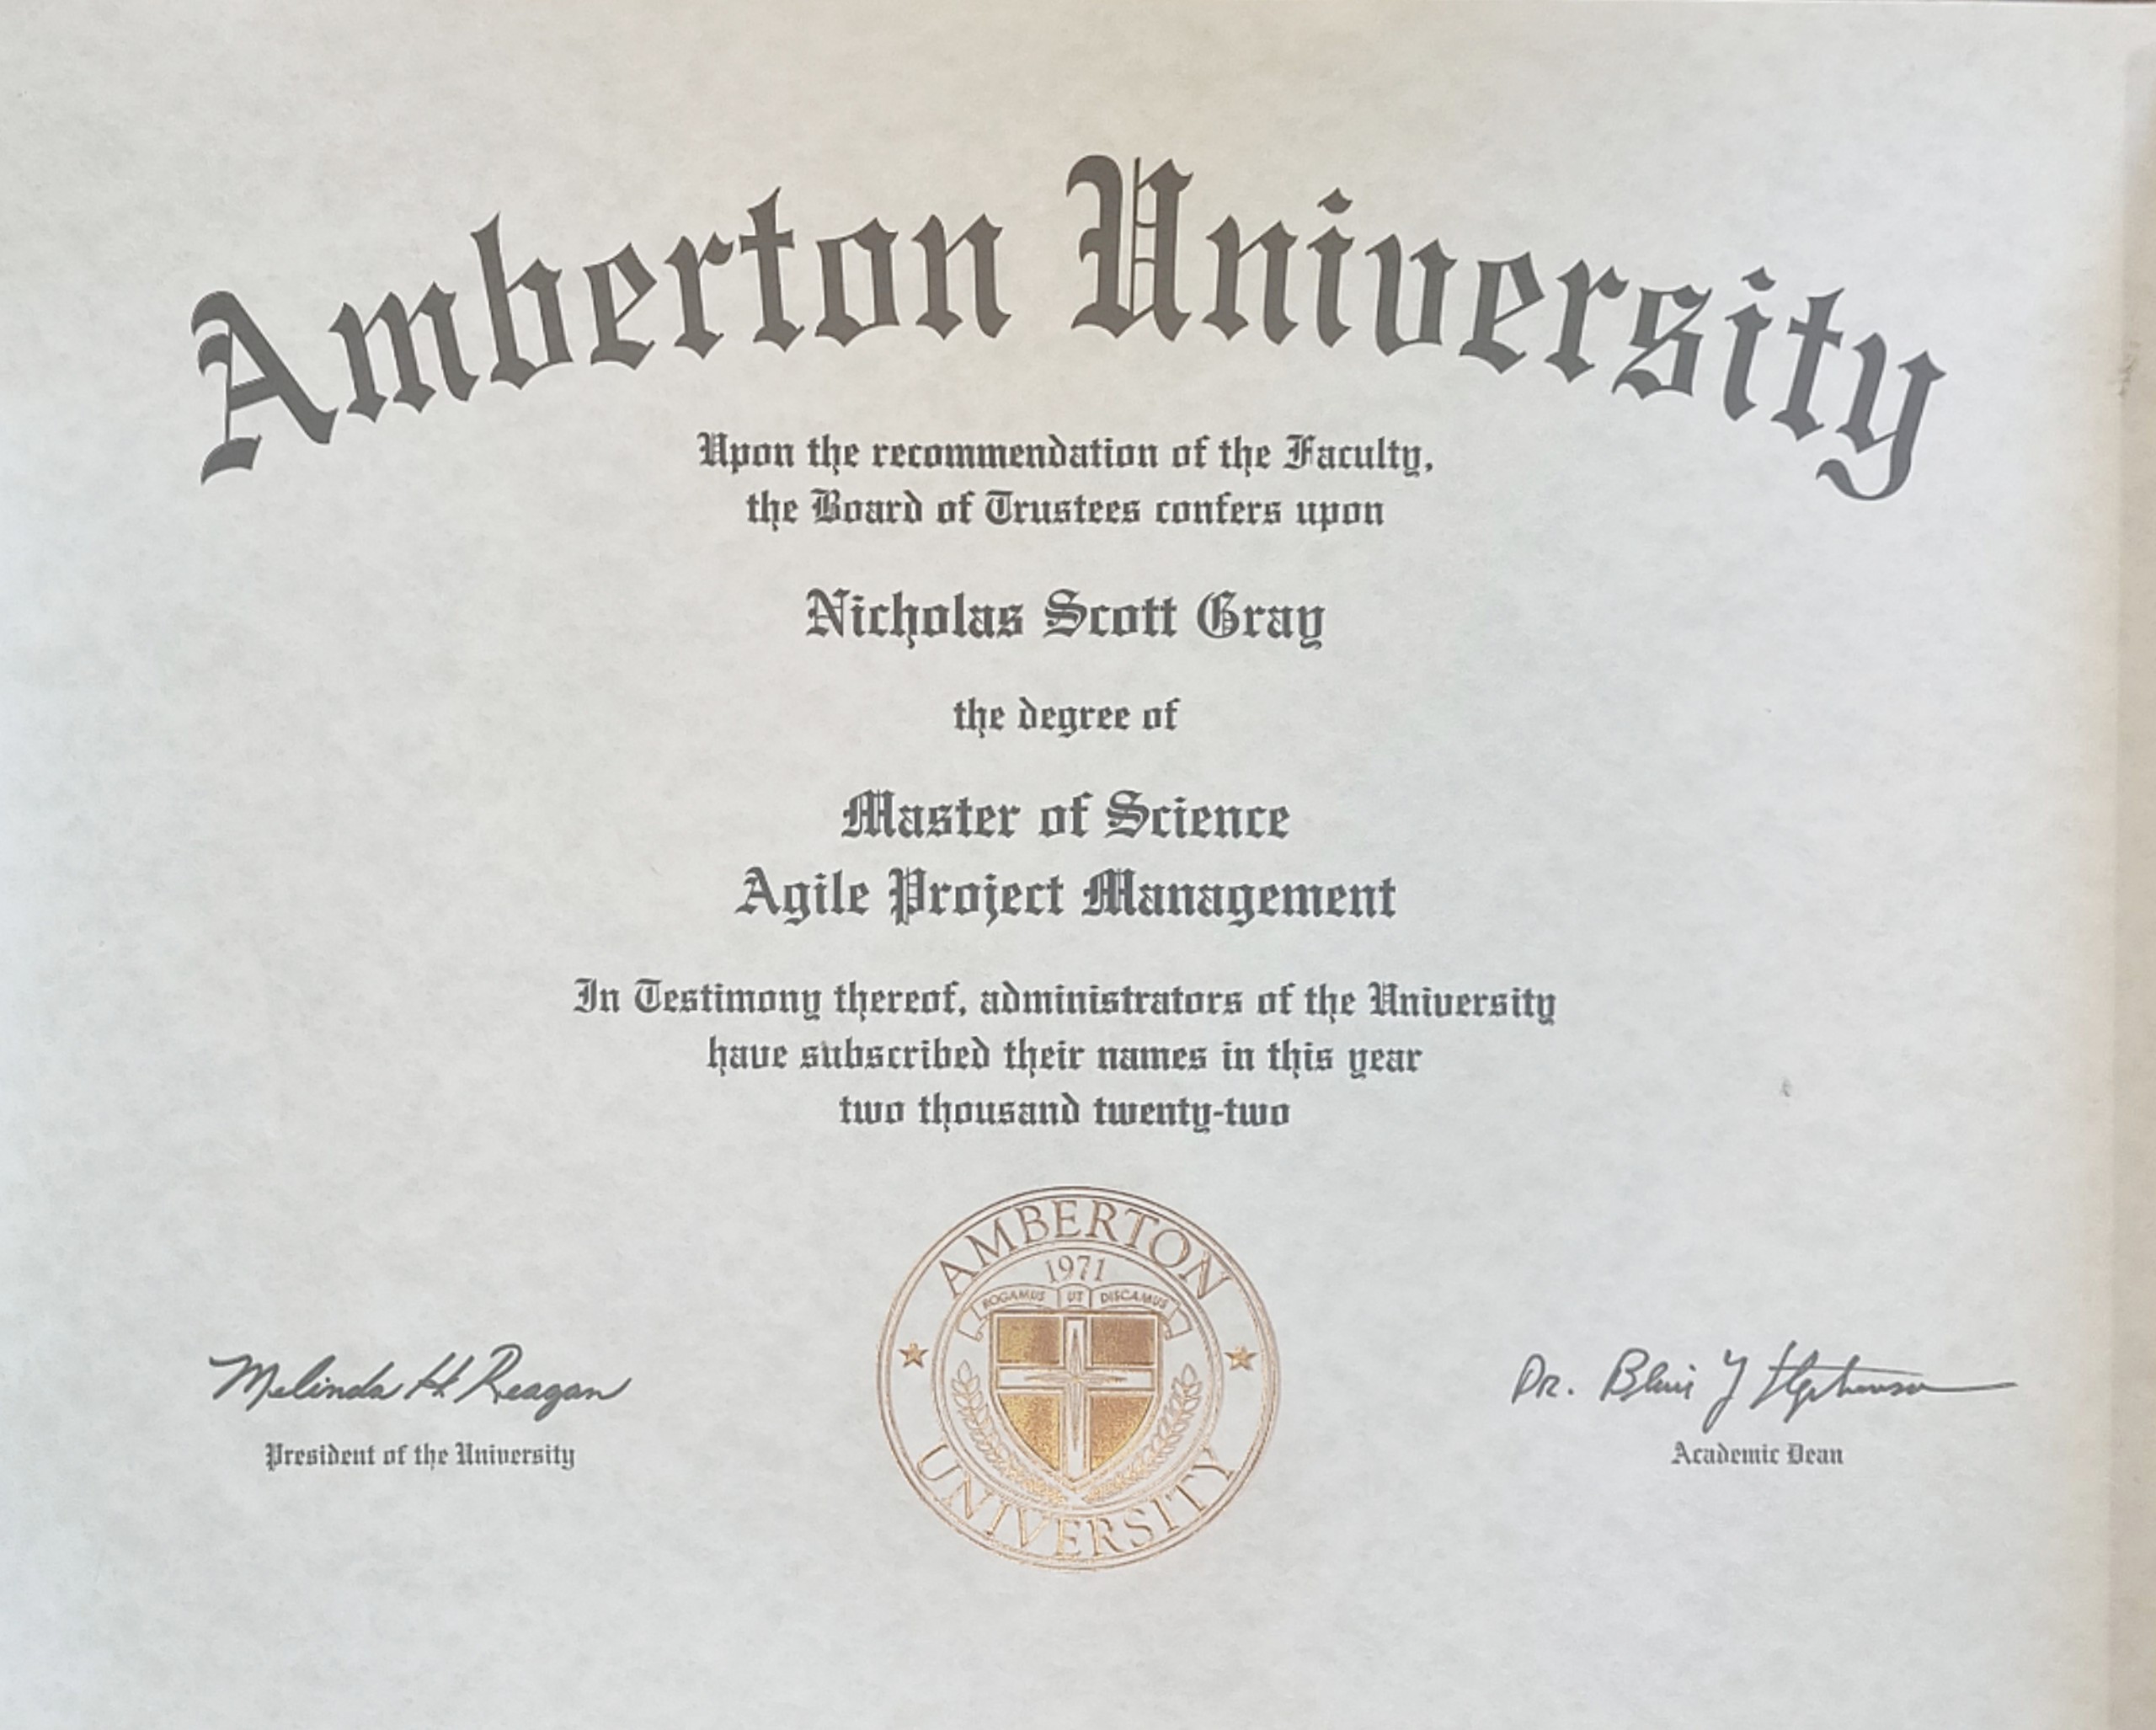 Amberton University
Upon the recommendation of the Faculty,
the Board of Trustees confers upon
Nicholas Scott Gray
the degree of
Master of Science
Agile Project Management
In Testimony thereof, administrators of the University
have subscribed their names in this year
two thousand twenty-two
AMBERTON
1971
ROGAMUS UT DISCAMUS
UNIVERSITY
Melinda H. Reagan
President of the University
Dr. Academic Dean